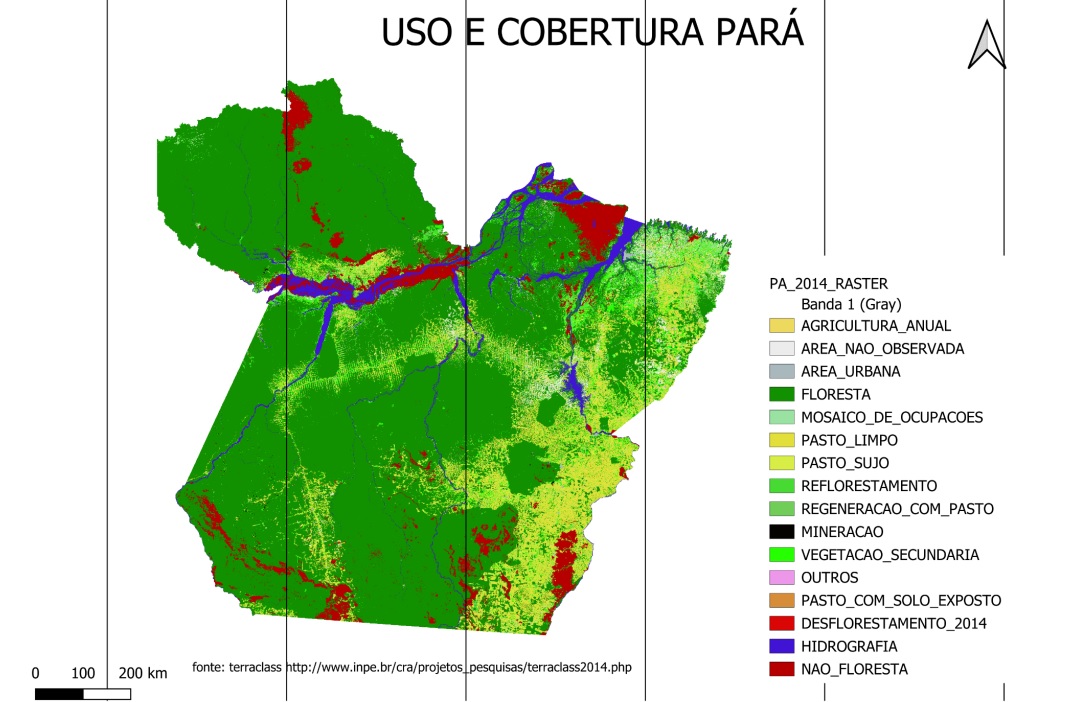 USO E COBERTURA PARÁ
PA_2014_RASTER
Banda 1 (Gray)
AGRICULTURA_ANUAL
AREA_NAO_OBSERVADA
AREA_URBANA
FLORESTA
MOSAICO_DE_OCUPACOES
PASTO_LIMPO
PASTO_SUJO
REFLORESTAMENTO
REGENERACAO_COM_PASTO
MINERACAO
VEGETACAO_SECUNDARIA
OUTROS
PASTO_COM_SOLO_EXPOSTO
DESFLORESTAMENTO_2014
HIDROGRAFIA
NAO_FLORESTA
fonte: terraclass http://www.inpe.br/cra/projetos_pesquisas/terraclass2014.php
0 100 200 km